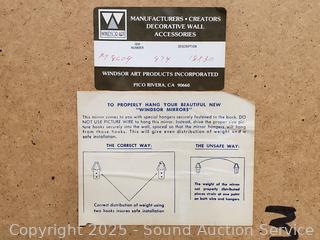 MANUFACTURERS • CREATORS
DECORATIVE WALL
ACCESSORIES
WINDSOR ART
NUMBER
DESCRIPTION
974
WINDSOR ART PRODUCTS INCORPORATED
PICO RIVERA, CA 90660
TO PROPERLY HANG YOUR BEAUTIFUL NEW
"WINDSOR MIRRORS"
This mirror comes to you with special hangers securely fastened to the back. DO
NOT USE PICTURE WIRE to hang this mirror. Instead, drive the proper size pic-
ture hooks securely into the wall, spaced so that the mirror hangers will hang
freely from these hooks. This will give even distribution of weight and a
safe installation.
THE CORRECT WAY:
THE UNSAFE WAY:
Correct distribution of weight using
two hooks insures safe installation
The weight of the mirror
not properly distributed
places strain at one point
on both wire and hangers
Copyright 2025 - Sound Auction Service